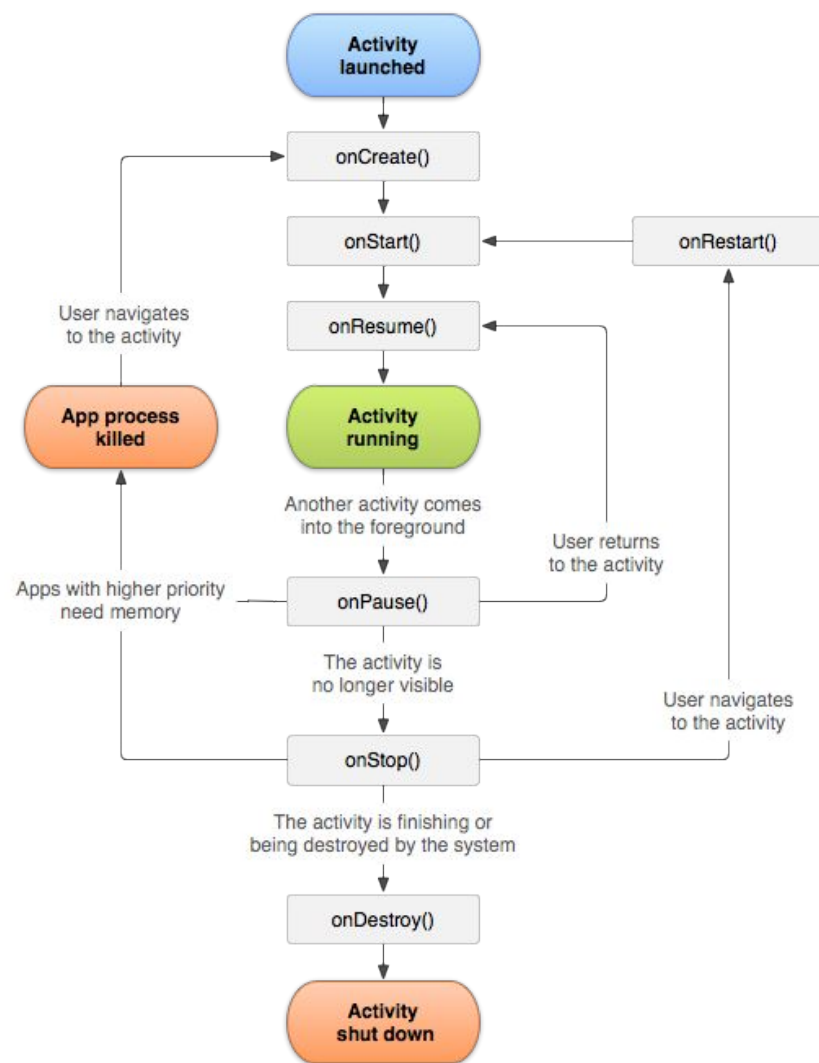 Activity
launched
onCreate()
onStart()
onRestart()
User navigates
to the activity
onResume()
App process
killed
Activity
running
Another activity comes
into the foreground
User returns
to the activity
Apps with higher priority
need memory
onPause()
The activity is
no longer visible
User navigates
to the activity
onStop()
The activity is finishing or
being destroyed by the system
onDestroy()
Activity
shut down